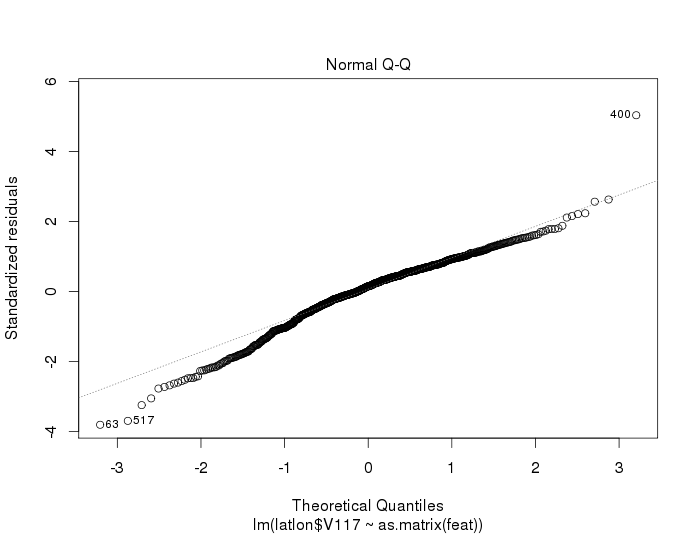 Normal Q-Q
6
4
2
0
-2
-4
Standardized residuals
400
63
517
-3 -2 -1 0 1 2 3
Theoretical Quantiles
lm(latlon$V117 ~ as.matrix(feat))